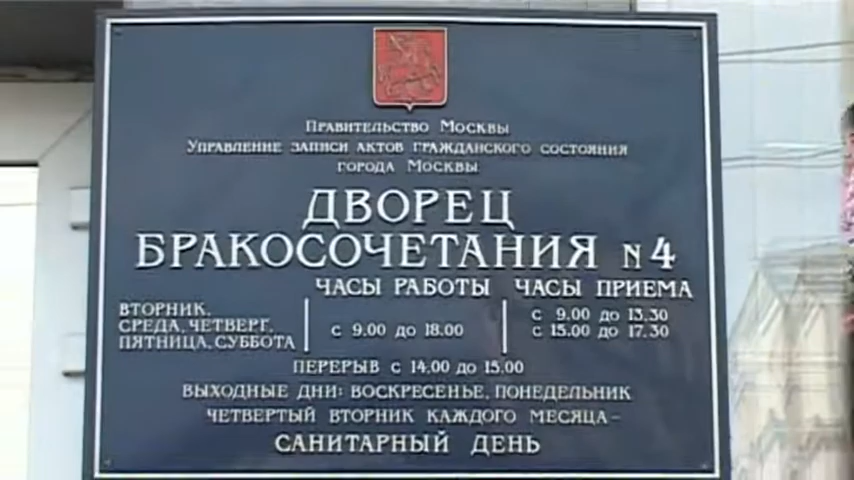 Правительство Москвы
Управление записи актов гражданского состояния
города Москвы
ДВОРЕЦ
БРАКОСОЧЕТАНИЯ N 4
ЧАСЫ РАБОТЫ ЧАСЫ ПРИЕМА
ВТОРНИК,
СРЕДА, ЧЕТВЕРГ,
ПЯТНИЦА, СУББОТА
с 9.00 до 18.00
с 9.00 до 13.30
с 15.00 до 17.30
ПЕРЕРЫВ с 14.00 до 15.00
ВЫХОДНЫЕ ДНИ: ВОСКРЕСЕНЬЕ, ПОНЕДЕЛЬНИК
ЧЕТВЕРТЫЙ ВТОРНИК КАЖДОГО МЕСЯЦА-
САНИТАРНЫЙ ДЕНЬ